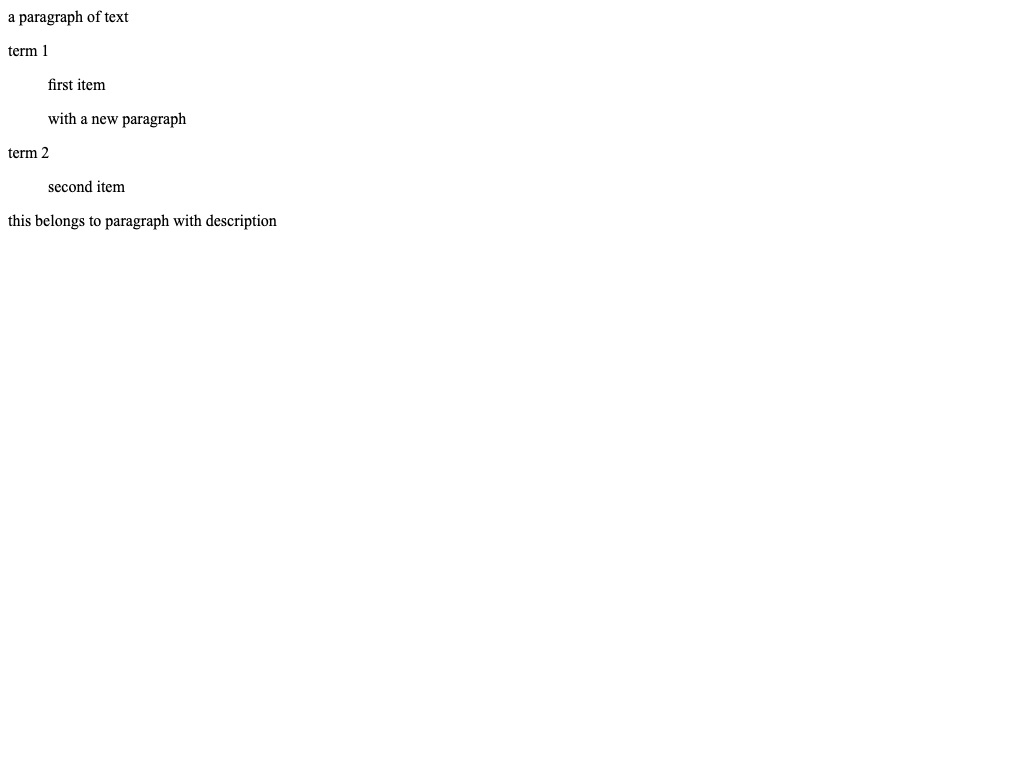 a paragraph of text
term 1
first item
with a new paragraph
term 2
second item
this belongs to paragraph with description